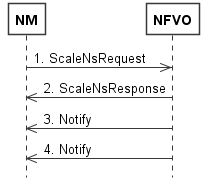 NM NFVO
1. ScaleNsRequest
2. ScaleNsResponse
3. Notify
4. Notify